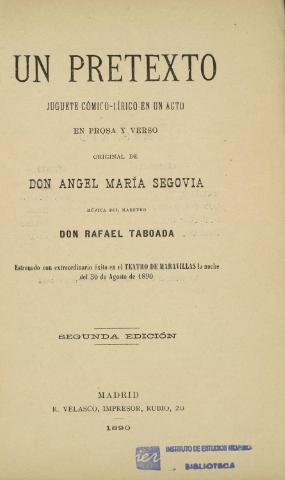 UN PRETEXTO
JUGUETE CÓMICO-LÍRICO EN UN ACTO
EN PROSA Y VERSO
ORIGINAL DE
DON ANGEL MARÍA SEGOVIA
MÚSICA DEL MAESTRO
DON RAFAEL TABOADA
Estrenado con extraordinario éxito en el TEATRO DE MARAVILLAS la noche
del 30 de Agosto de 1890
SEGUNDA EDICIÓN
MADRID
R. VELASCO, IMPRESOR, RUBIO, 20
1890
ier
INSTITUTO DE ESTUDIOS
BIBLIOTECA